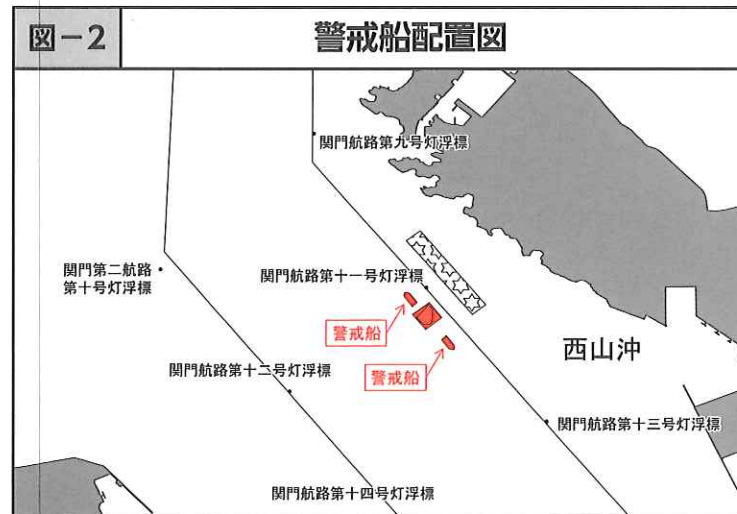 図－2
警戒船配置図
関門航路第九号灯浮標
関門第二航路
第十号灯浮標
関門航路第十一号灯浮標
警戒船
西山沖
関門航路第十二号灯浮標
警戒船
関門航路第十三号灯浮標
関門航路第十四号灯浮標